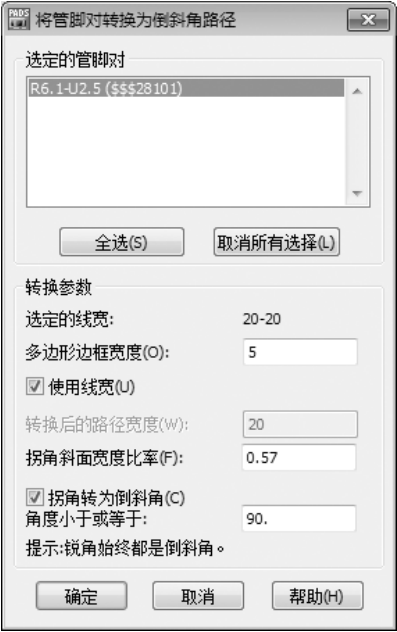 PADS
将管脚对转换为倒斜角路径
选定的管脚对
R6.1-U2.5 ($$$28101)
全选(S) 取消所有选择(L)
转换参数
选定的线宽: 20-20
多边形边框宽度(O): 5
使用线宽(U)
转换后的路径宽度(W): 20
拐角斜面宽度比率(F): 0.57
拐角转为倒斜角(C)
角度小于或等于: 90.
提示:锐角始终都是倒斜角。
确定 取消 帮助(H)